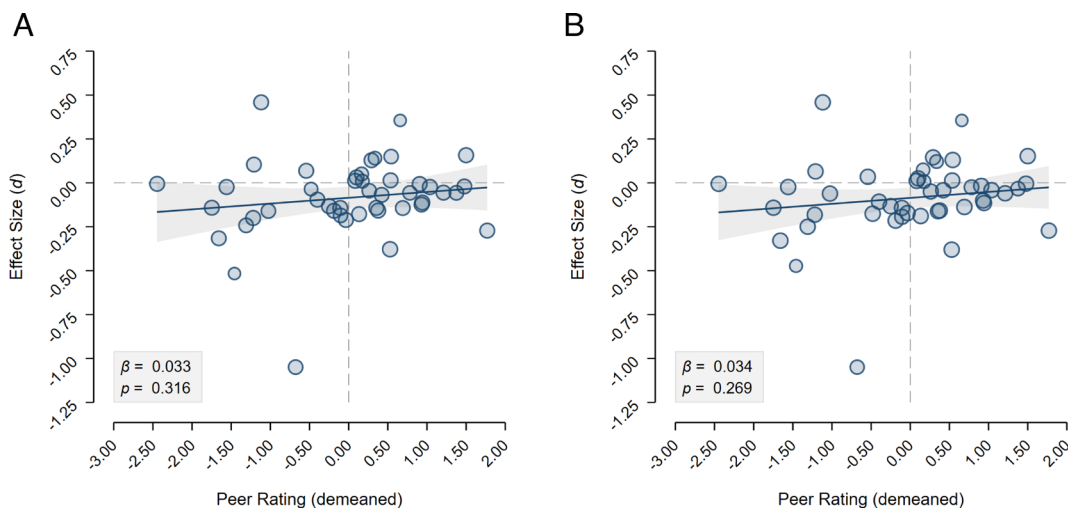 A
0.75
0.50
0.25
0.00
-0.25
-0.50
-0.75
-1.00
-1.25
Effect Size (d)
β = 0.033
p = 0.316
-3.00 -2.50 -2.00 -1.50 -1.00 -0.50 0.00 0.50 1.00 1.50 2.00
Peer Rating (demeaned)
B
0.75
0.50
0.25
0.00
-0.25
-0.50
-0.75
-1.00
-1.25
Effect Size (d)
β = 0.034
p = 0.269
-3.00 -2.50 -2.00 -1.50 -1.00 -0.50 0.00 0.50 1.00 1.50 2.00
Peer Rating (demeaned)